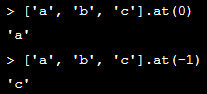 > ['a', 'b', 'c'].at(0)
'a'
> ['a', 'b', 'c'].at(-1)
'c'